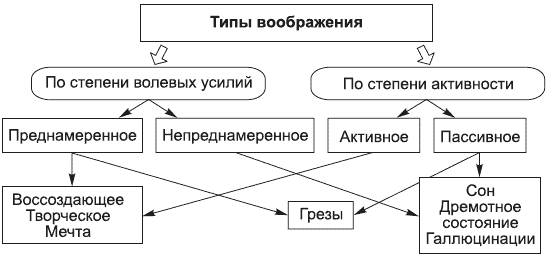 Типы воображения
По степени волевых усилий
По степени активности
Преднамеренное
Непреднамеренное
Активное
Пассивное
Воссоздающее
Творческое
Мечта
Грезы
Сон
Дремотное
состояние
Галлюцинации